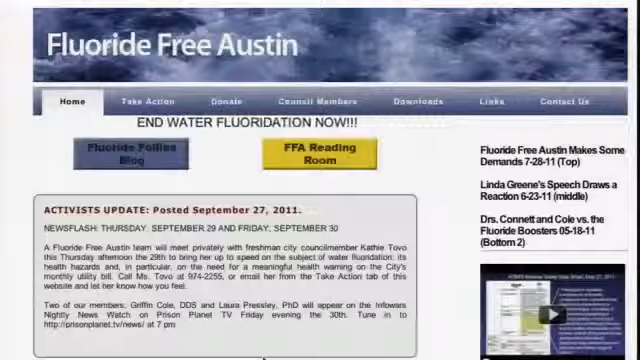 Fluoride Free Austin
Home
Take Action
Donate
Council Members
Downloads
Links
Contact Us
END WATER FLUORIDATION NOW!!!
Fluoride Follies
Blog
FFA Reading
Room
Fluoride Free Austin Makes Some
Demands 7-28-11 (Top)
Linda Greene's Speech Draws a
Reaction 6-23-11 (middle)
Drs. Connett and Cole vs. the
Fluoride Boosters 05-18-11
(Bottom 2)
ACTIVISTS UPDATE: Posted September 27, 2011.
NEWSFLASH: THURSDAY, SEPTEMBER 29 AND FRIDAY, SEPTEMBER 30
A Fluoride Free Austin team will meet privately with freshman city councilmember Kathie Tovo
this Thursday afternoon the 29th to bring her up to speed on the subject of water fluoridation: its
health hazards and, in particular, on the need for a meaningful health warning on the City's
monthly utility bill. Call Ms. Tovo at 974-2255, or email her from the Take Action tab of this
website and let her know how you feel.
Two of our members, Griffin Cole, DDS and Laura Pressley, PhD will appear on the Infowars
Nightly News Watch on Prison Planet TV Friday evening the 30th. Tune in to
http://prisonplanet.tv/news/ at 7 pm